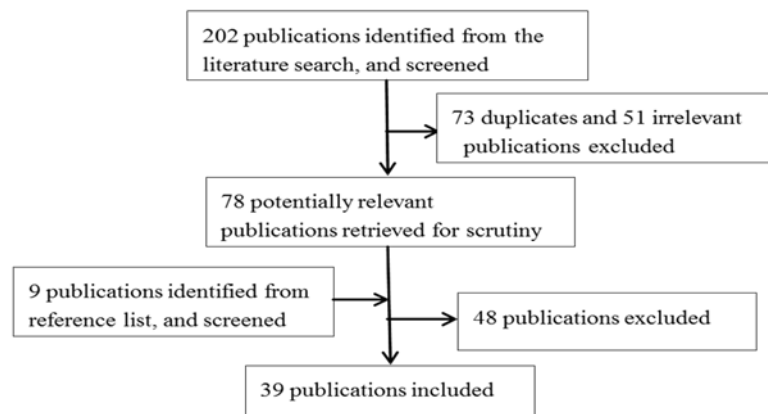 202 publications identified from the
literature search, and screened
73 duplicates and 51 irrelevant
publications excluded
78 potentially relevant
publications retrieved for scrutiny
9 publications identified from
reference list, and screened
48 publications excluded
39 publications included